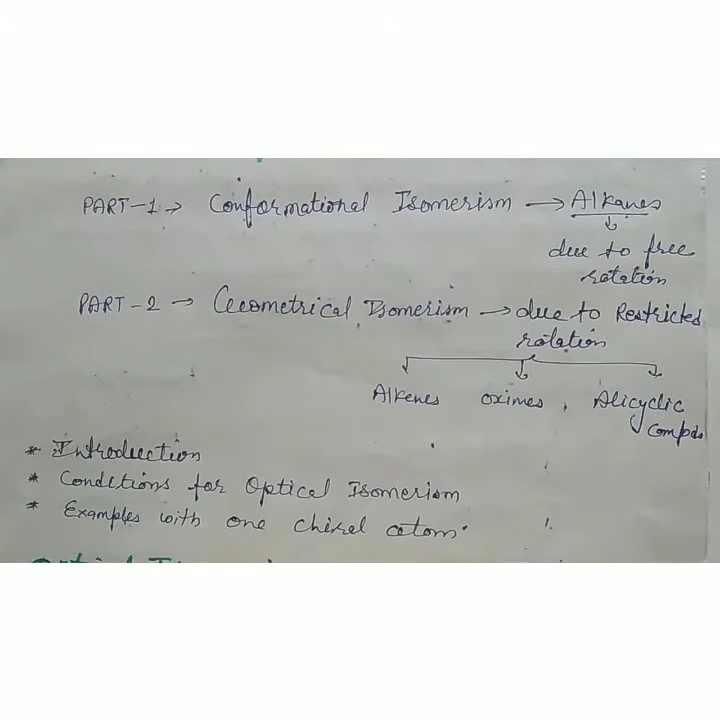 PART-1 → Conformational Isomerism → Alkanes
due to free
rotation
PART-2 → Geometrical Isomerism → due to Restricted
rotation
Alkenes oximes, Alicyclic
Compds
* Introduction
* Conditions for Optical Isomerism
* Examples with one chiral atom.